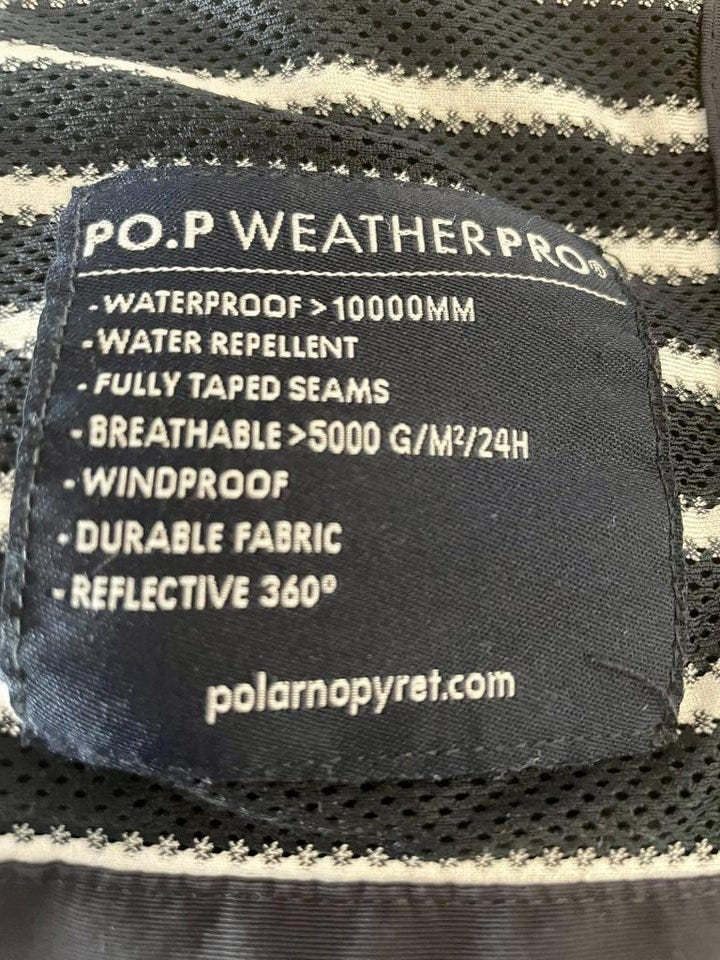 PO.P WEATHERPRO®
- WATERPROOF > 10000MM
- WATER REPELLENT
- FULLY TAPED SEAMS
- BREATHABLE >5000 G/M²/24H
- WINDPROOF
- DURABLE FABRIC
- REFLECTIVE 360°
polarnopyret.com